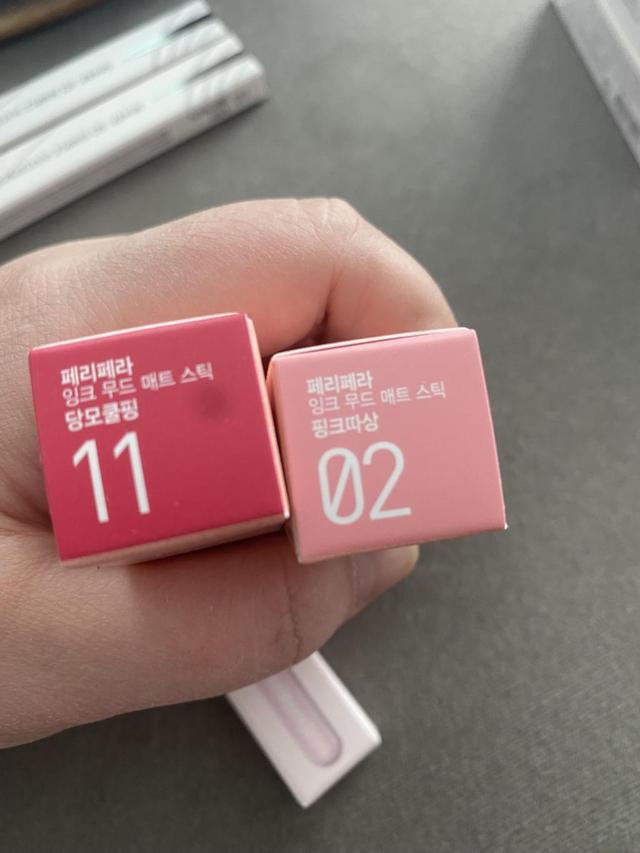 페리페라
잉크 무드 매트 스틱
당모쿨핑
11
페리페라
잉크 무드 매트 스틱
핑크따상
02